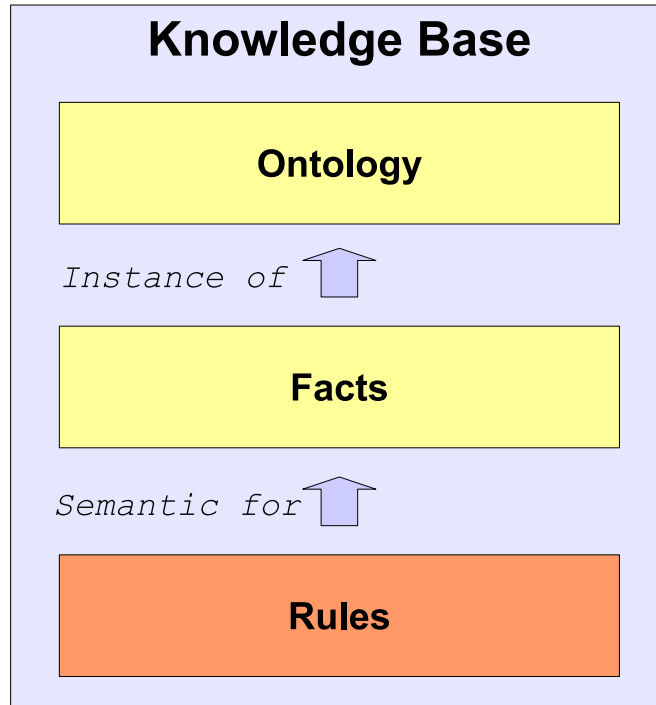 Knowledge Base
Ontology
Instance of
Facts
Semantic for
Rules